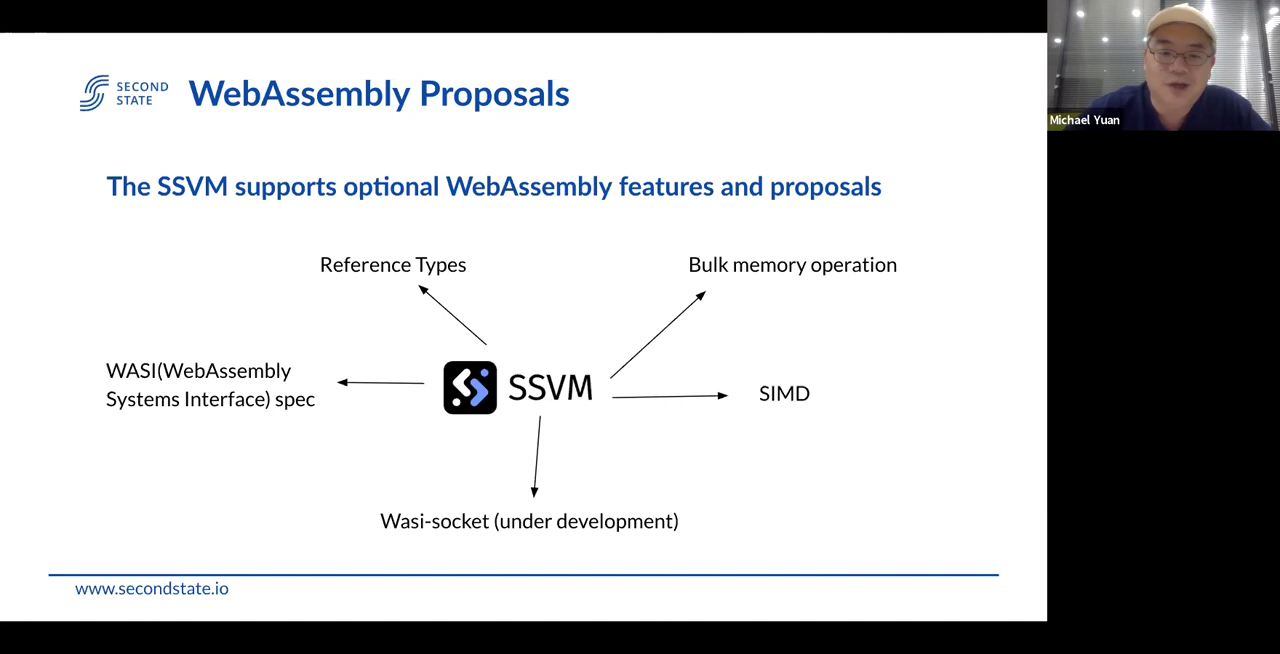 SECOND
STATE
WebAssembly Proposals
Michael Yuan
The SSVM supports optional WebAssembly features and proposals
Reference Types
Bulk memory operation
WASI(WebAssembly
Systems Interface) spec
SSVM
SIMD
Wasi-socket (under development)
www.secondstate.io